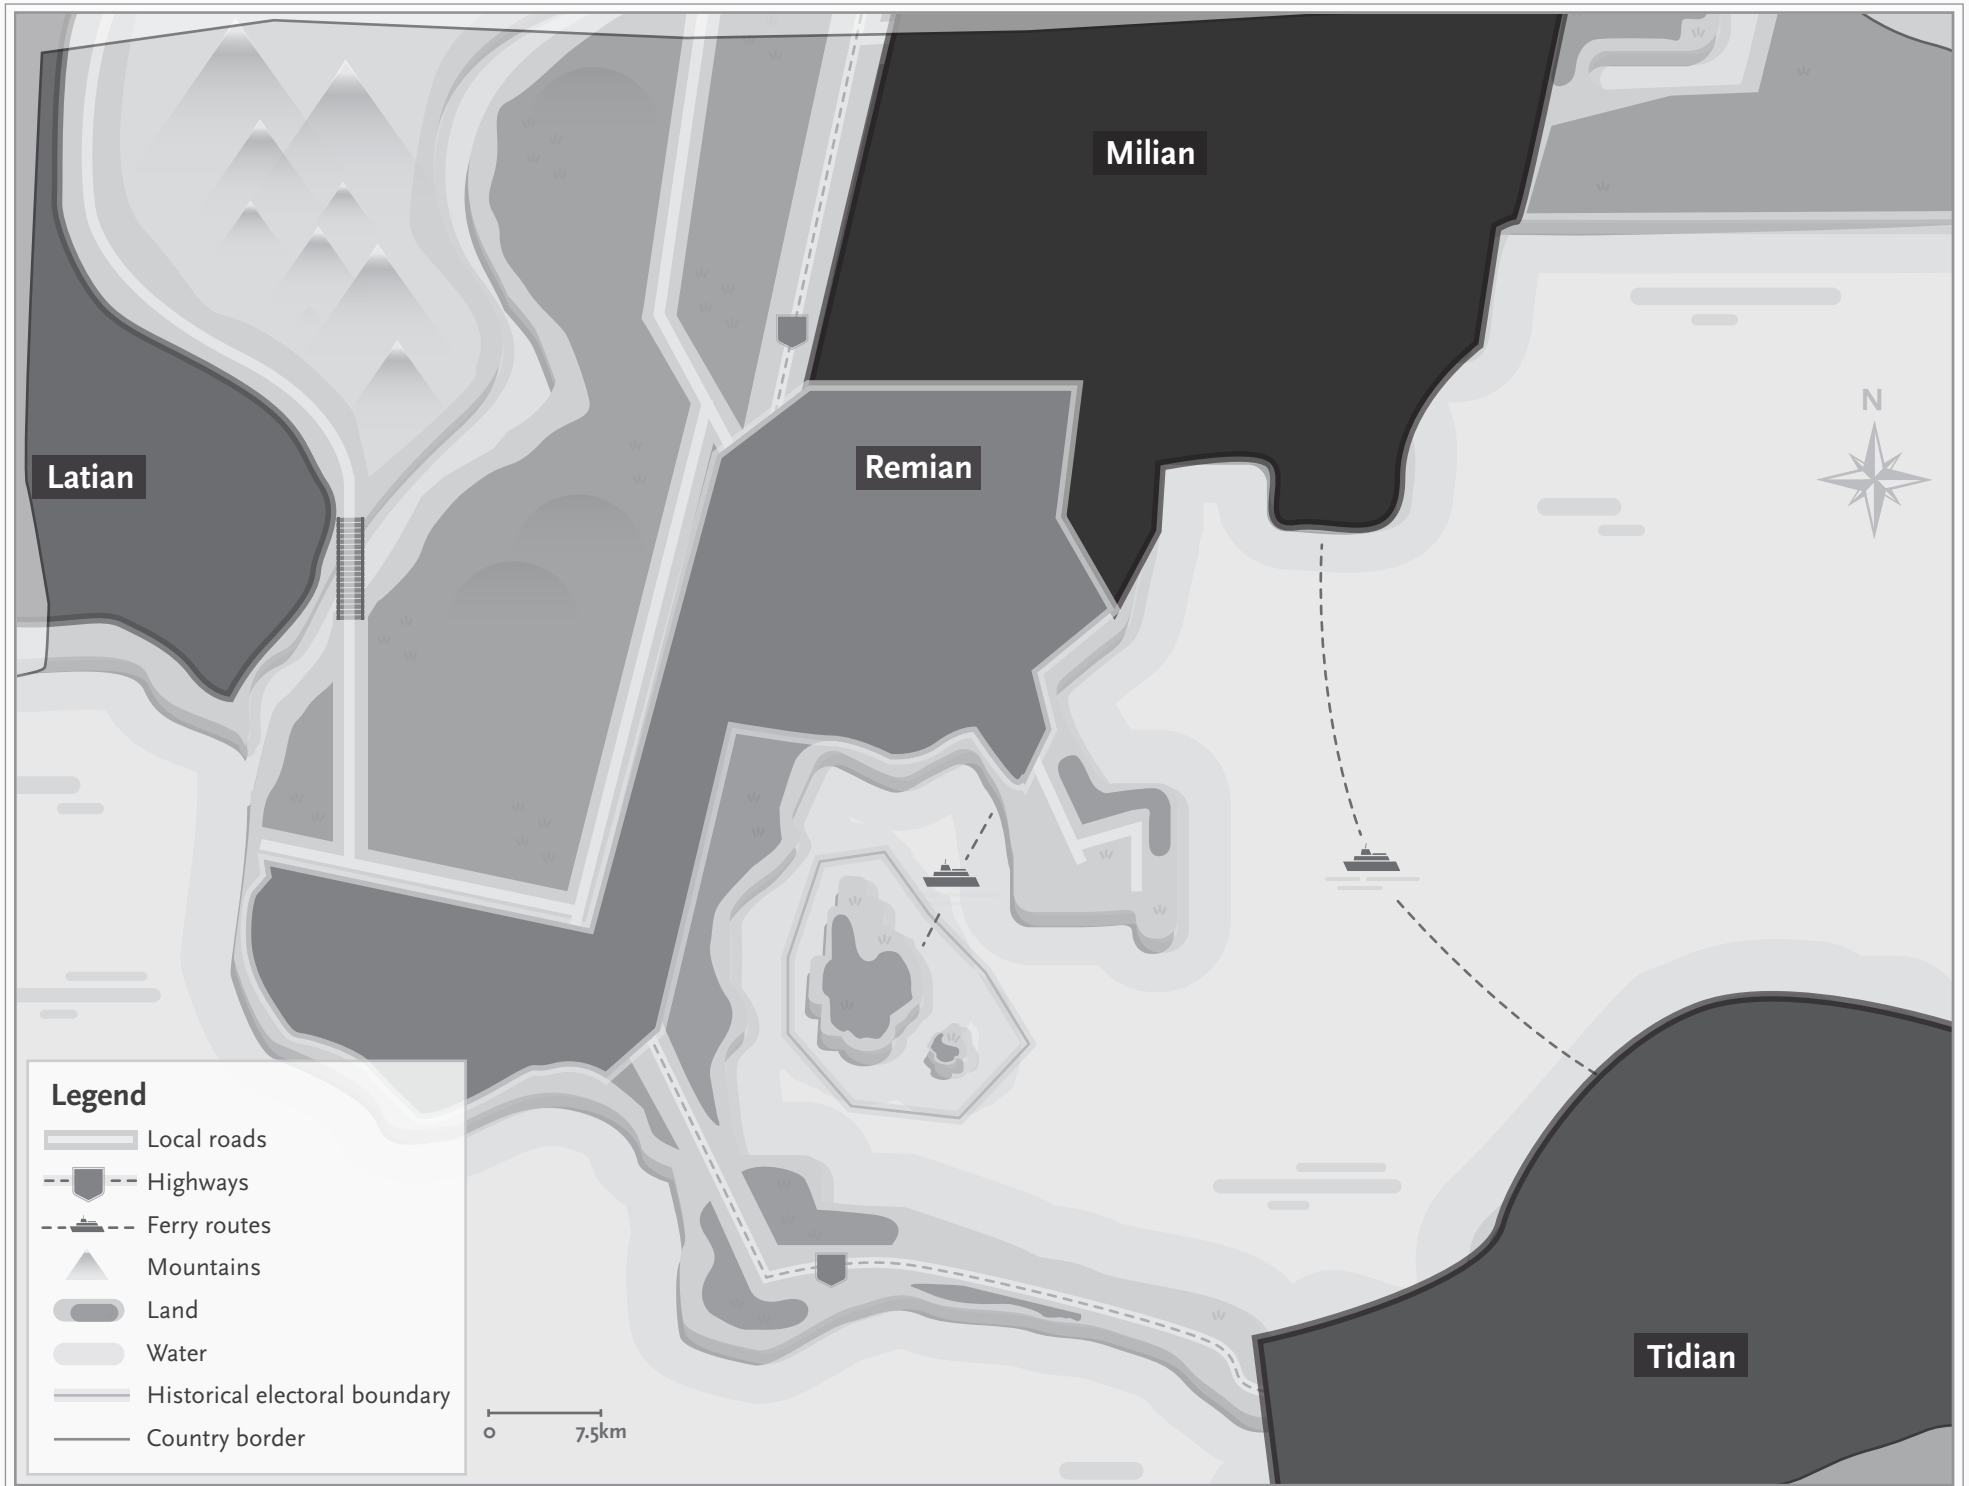 Milian
N
Remian
Latian
Tidian
Legend
Local roads
Highways
Ferry routes
Mountains
Land
Water
Historical electoral boundary
Country border
0 7.5km